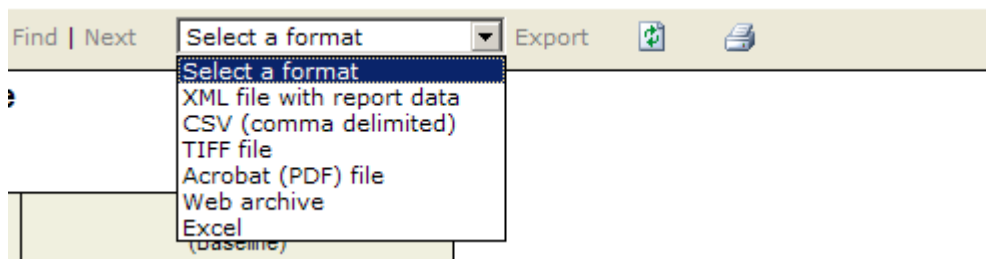 Find | Next Select a format Export
Select a format
XML file with report data
CSV (comma delimited)
TIFF file
Acrobat (PDF) file
Web archive
Excel
(baseline)